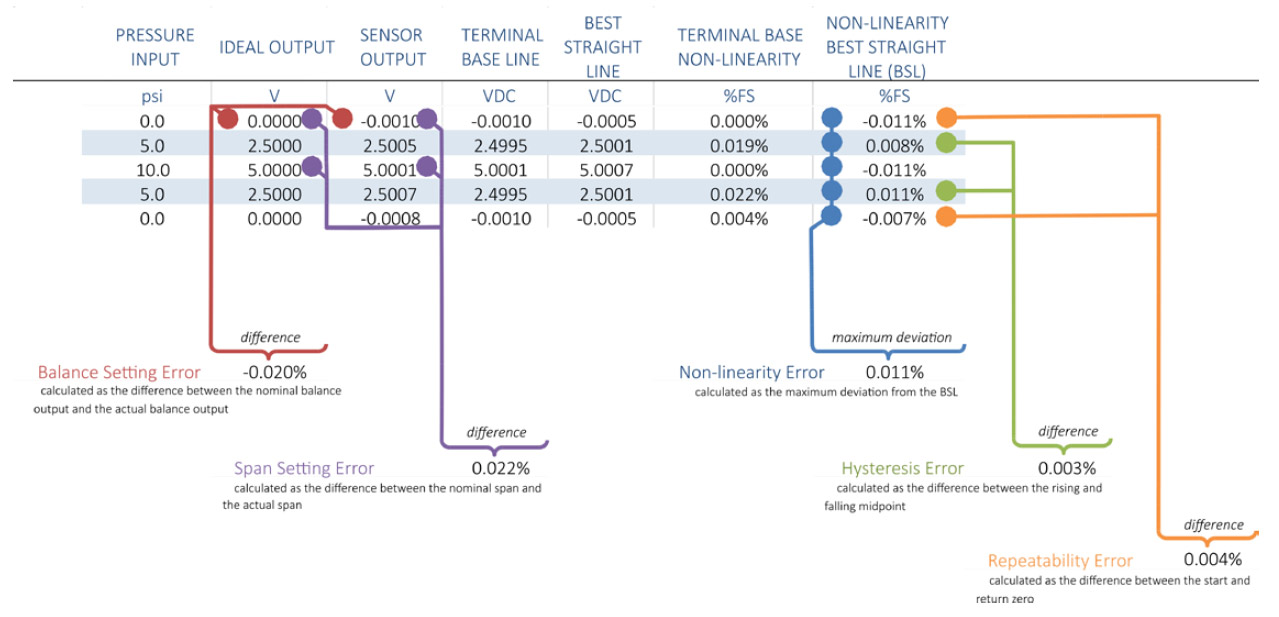 PRESSURE INPUT	IDEAL OUTPUT	SENSOR OUTPUT	TERMINAL BASE LINE	BEST STRAIGHT LINE	TERMINAL BASE NON-LINEARITY	NON-LINEARITY BEST STRAIGHT LINE (BSL)
psi	V	V	VDC	VDC	%FS	%FS
0.0	0.0000	-0.0010	-0.0010	-0.0005	0.000%	-0.011%
5.0	2.5000	2.5005	2.4995	2.5001	0.019%	0.008%
10.0	5.0000	5.0001	5.0001	5.0007	0.000%	-0.011%
5.0	2.5000	2.5007	2.4995	2.5001	0.022%	0.011%
0.0	0.0000	-0.0008	-0.0010	-0.0005	0.004%	-0.007%
difference
Balance Setting Error	-0.020%
calculated as the difference between the nominal balance
output and the actual balance output
maximum deviation
Non-linearity Error	0.011%
calculated as the maximum deviation from the BSL
difference
Span Setting Error	0.022%
calculated as the difference between the nominal span and
the actual span
difference
Hysteresis Error	0.003%
calculated as the difference between the rising and
falling midpoint
difference
Repeatability Error	0.004%
calculated as the difference between the start and
return zero